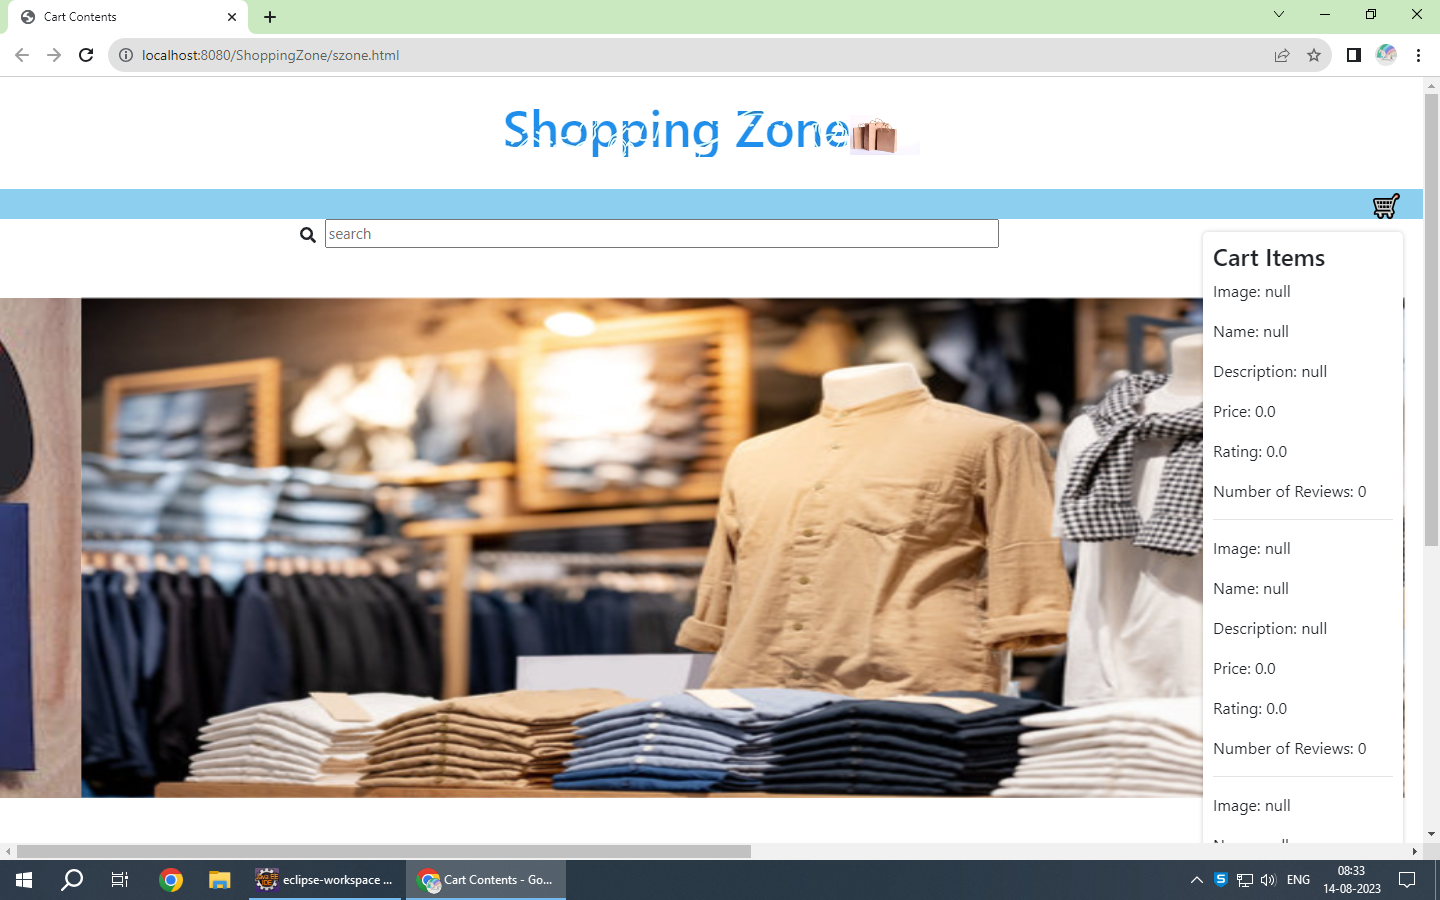 Cart Contents
localhost:8080/ShoppingZone/szone.html
Shopping Zone
search
Cart Items
Image: null
Name: null
Description: null
Price: 0.0
Rating: 0.0
Number of Reviews: 0
Image: null
Name: null
Description: null
Price: 0.0
Rating: 0.0
Number of Reviews: 0
Image: null
eclipse-workspace ...
Cart Contents - Go...
ENG
08:33
14-08-2023